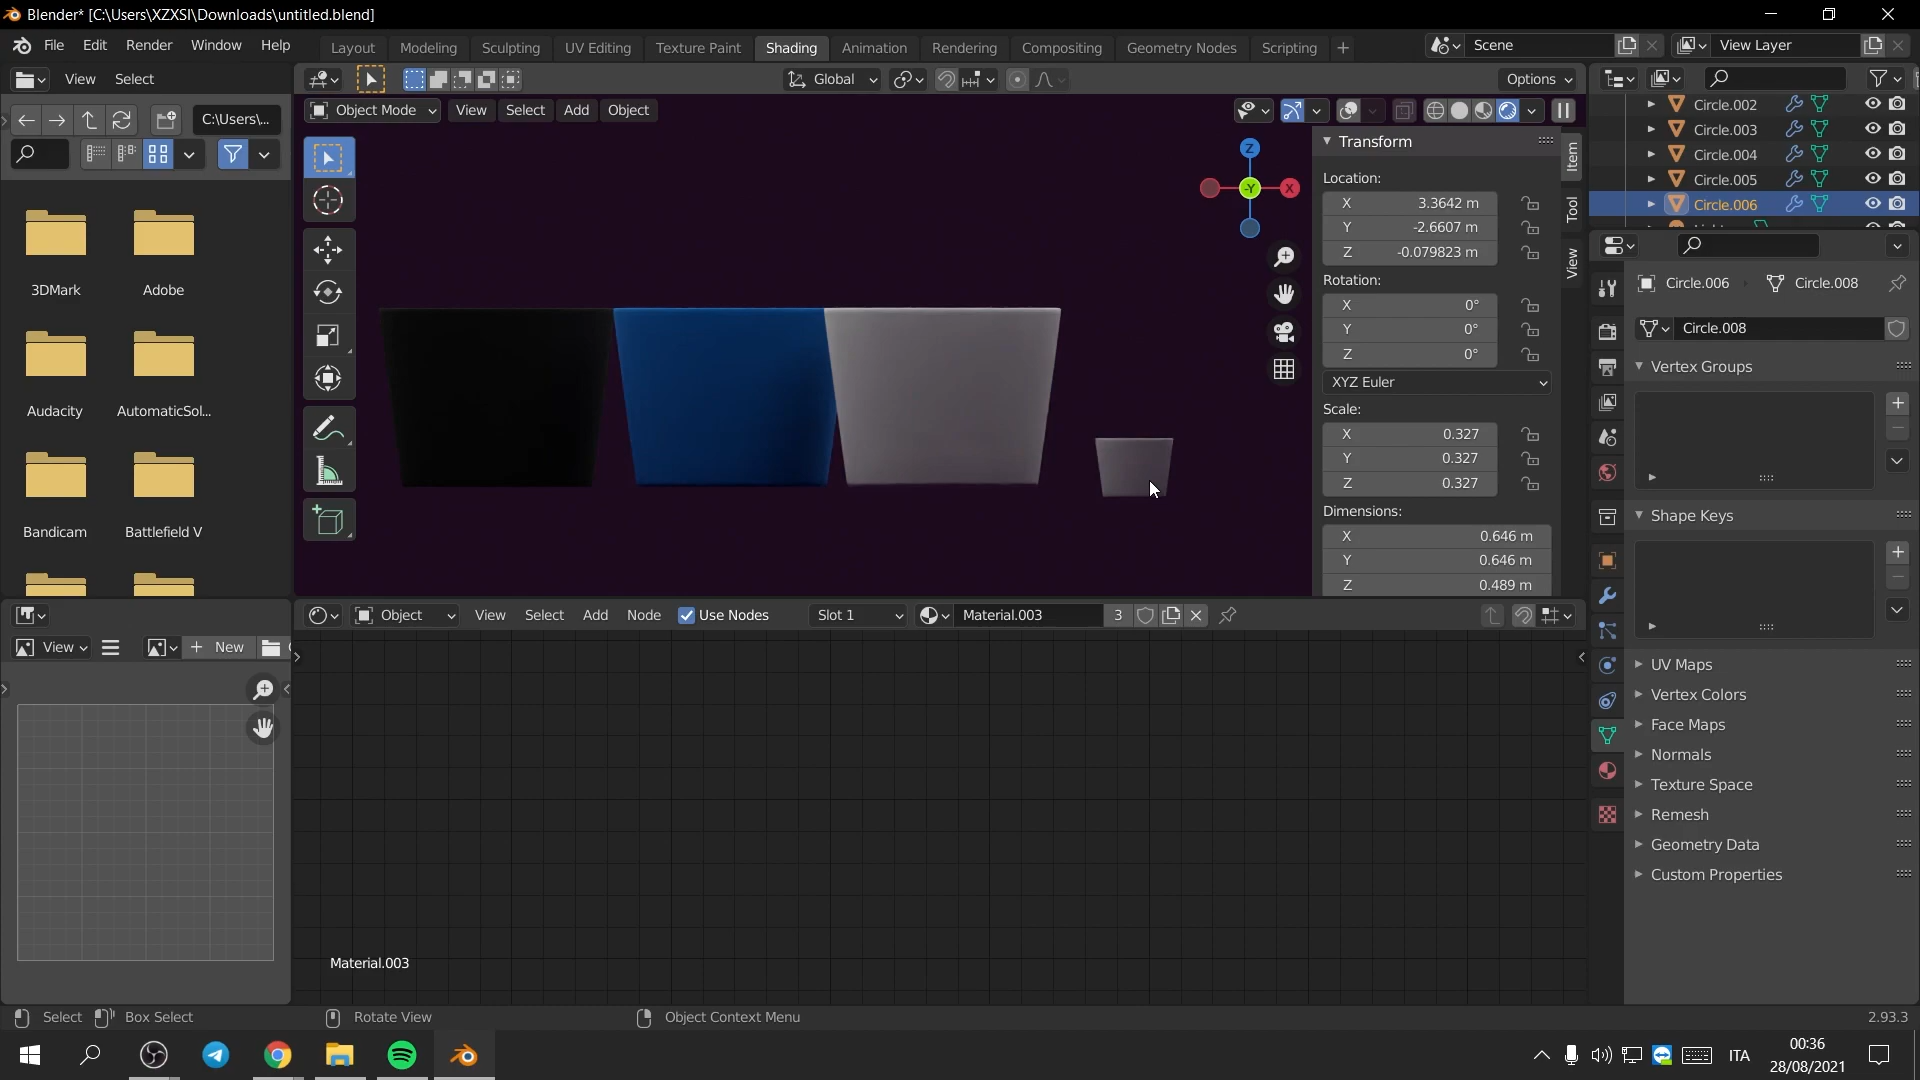 Blender* [C:\Users\XZXSI\Downloads\untitled.blend]
File Edit Render Window Help
Layout Modeling Sculpting UV Editing Texture Paint Shading Animation Rendering Compositing Geometry Nodes Scripting +
Scene
View Layer
View Select
Global
Options
C:\Users\...
Object Mode View Select Add Object
3DMark Adobe
Audacity AutomaticSol...
Bandicam Battlefield V
Z
-Y X
Transform
Location:
X 3.3642 m
Y -2.6607 m
Z -0.079823 m
Rotation:
X 0°
Y 0°
Z 0°
XYZ Euler
Scale:
X 0.327
Y 0.327
Z 0.327
Dimensions:
X 0.646 m
Y 0.646 m
Z 0.489 m
Item
Tool
View
Circle.002
Circle.003
Circle.004
Circle.005
Circle.006
Circle.006 Circle.008
Circle.008
Vertex Groups
Shape Keys
UV Maps
Vertex Colors
Face Maps
Normals
Texture Space
Remesh
Geometry Data
Custom Properties
View + New
Object View Select Add Node Use Nodes Slot 1 Material.003 3
Material.003
Select Box Select Rotate View Object Context Menu 2.93.3
ITA
00:36
28/08/2021